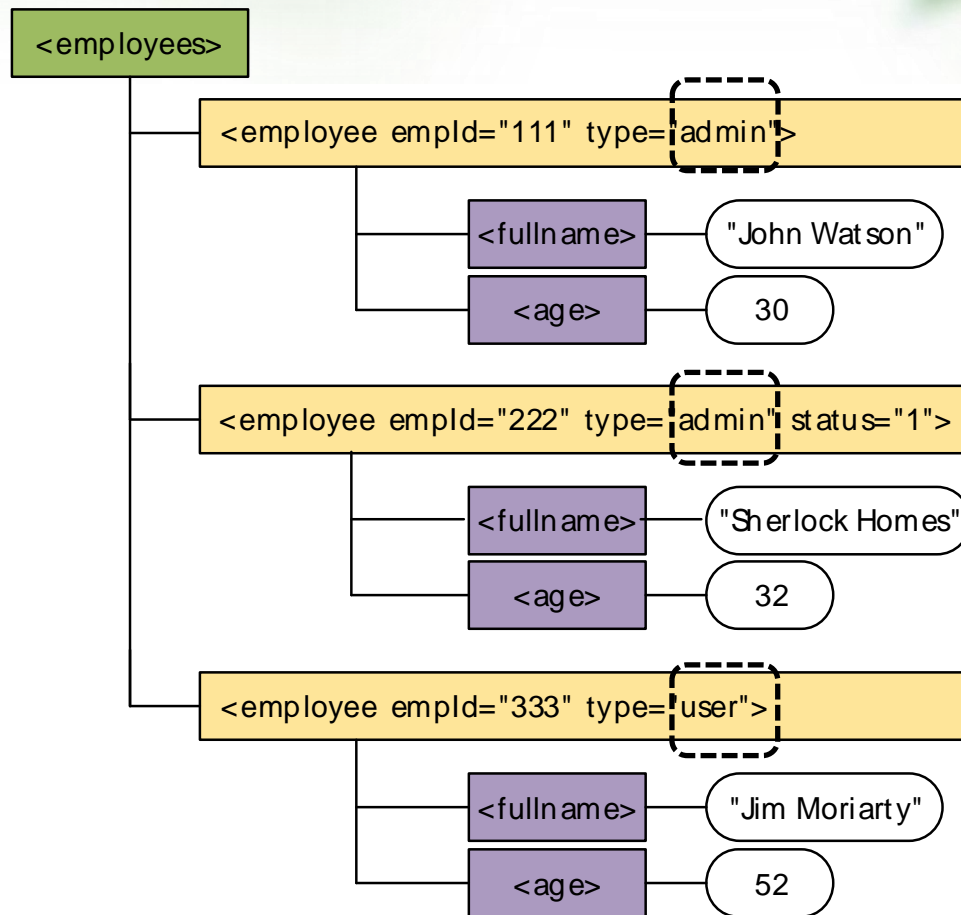 <employees>
<employee empId="111" type="admin">
<fullname> "John Watson"
<age> 30
<employee empId="222" type="admin" status="1">
<fullname> "Sherlock Homes"
<age> 32
<employee empId="333" type="user">
<fullname> "Jim Moriarty"
<age> 52